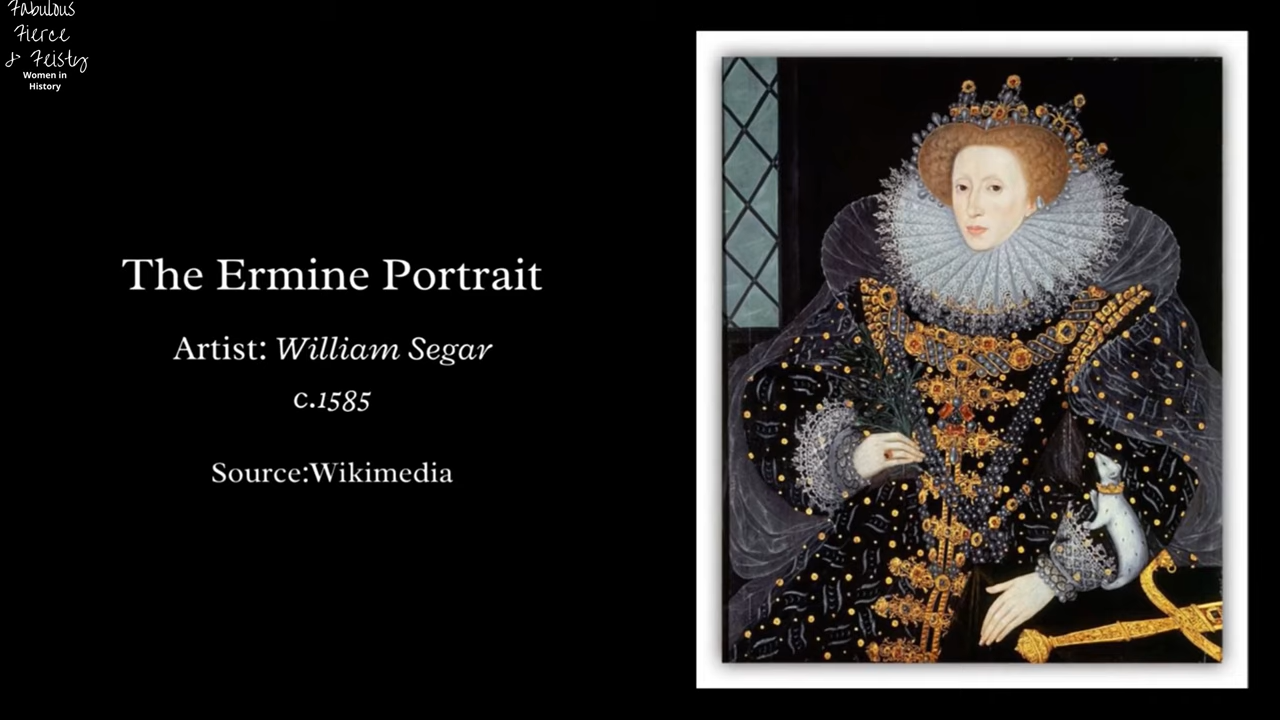 Fabulous
Fierce
& Feisty
Women in
History
The Ermine Portrait
Artist: William Segar
c.1585
Source:Wikimedia